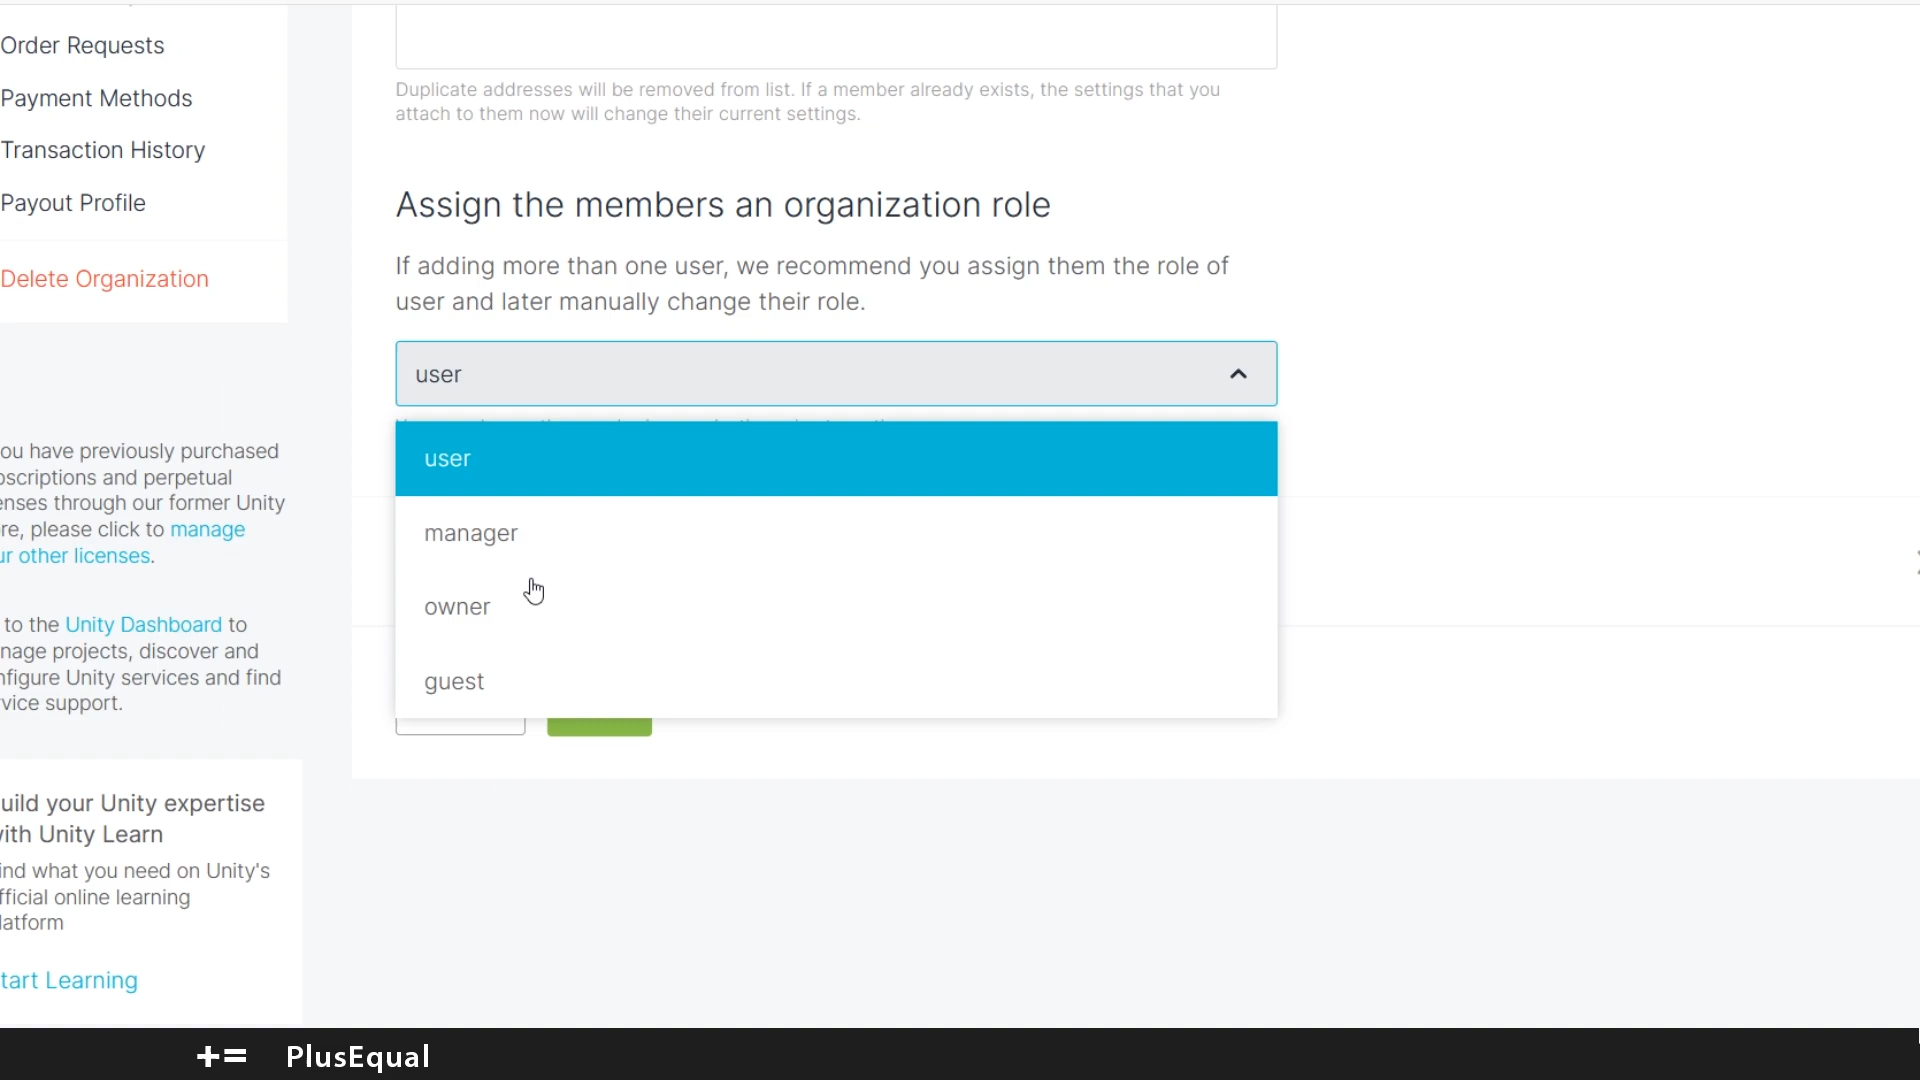 Order Requests
Payment Methods
Transaction History
Payout Profile
Delete Organization
ou have previously purchased
oscriptions and perpetual
enses through our former Unity
re, please click to manage
ur other licenses.
to the Unity Dashboard to
nage projects, discover and
nfigure Unity services and find
vice support.
uild your Unity expertise
with Unity Learn
ind what you need on Unity's
fficial online learning
latform
tart Learning
Duplicate addresses will be removed from list. If a member already exists, the settings that you
attach to them now will change their current settings.
Assign the members an organization role
If adding more than one user, we recommend you assign them the role of
user and later manually change their role.
user
user
manager
owner
guest
+= PlusEqual